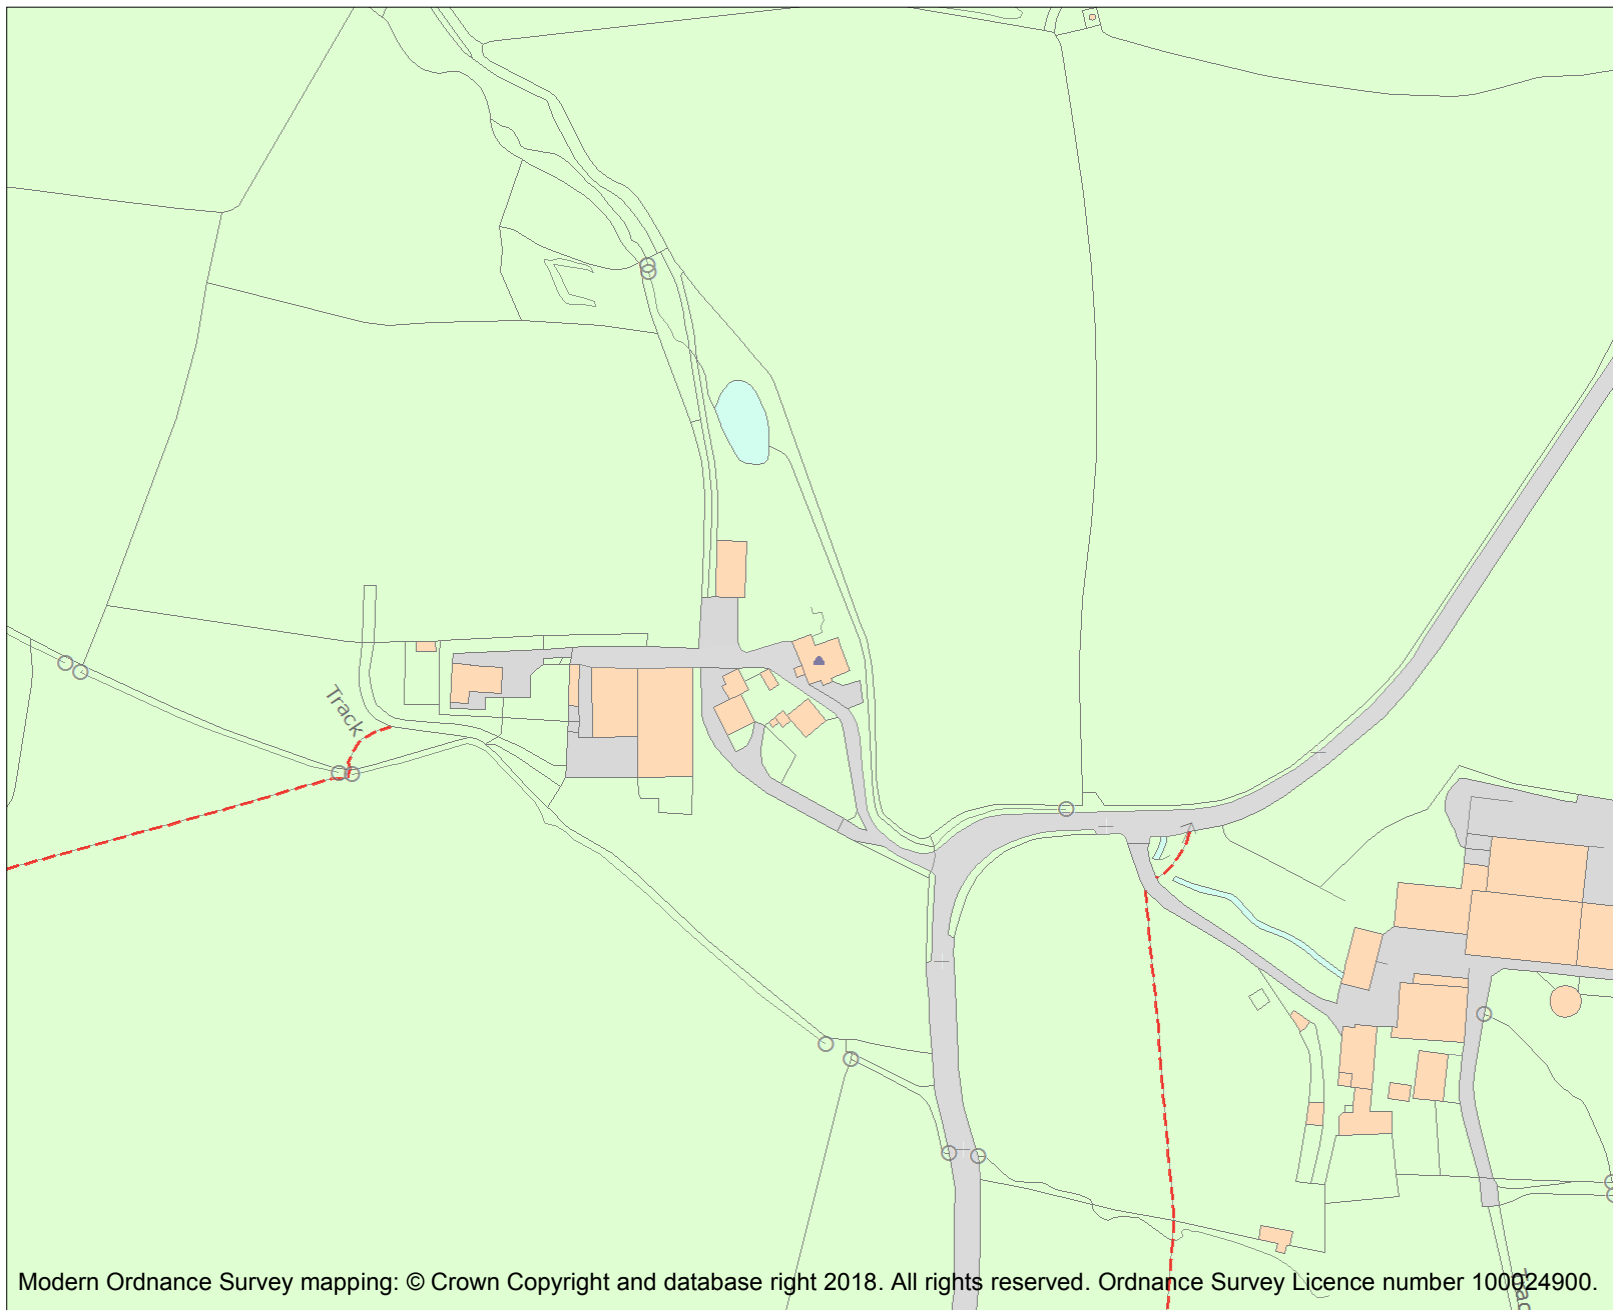 Track
Modern Ordnance Survey mapping: © Crown Copyright and database right 2018. All rights reserved. Ordnance Survey Licence number 100024900.